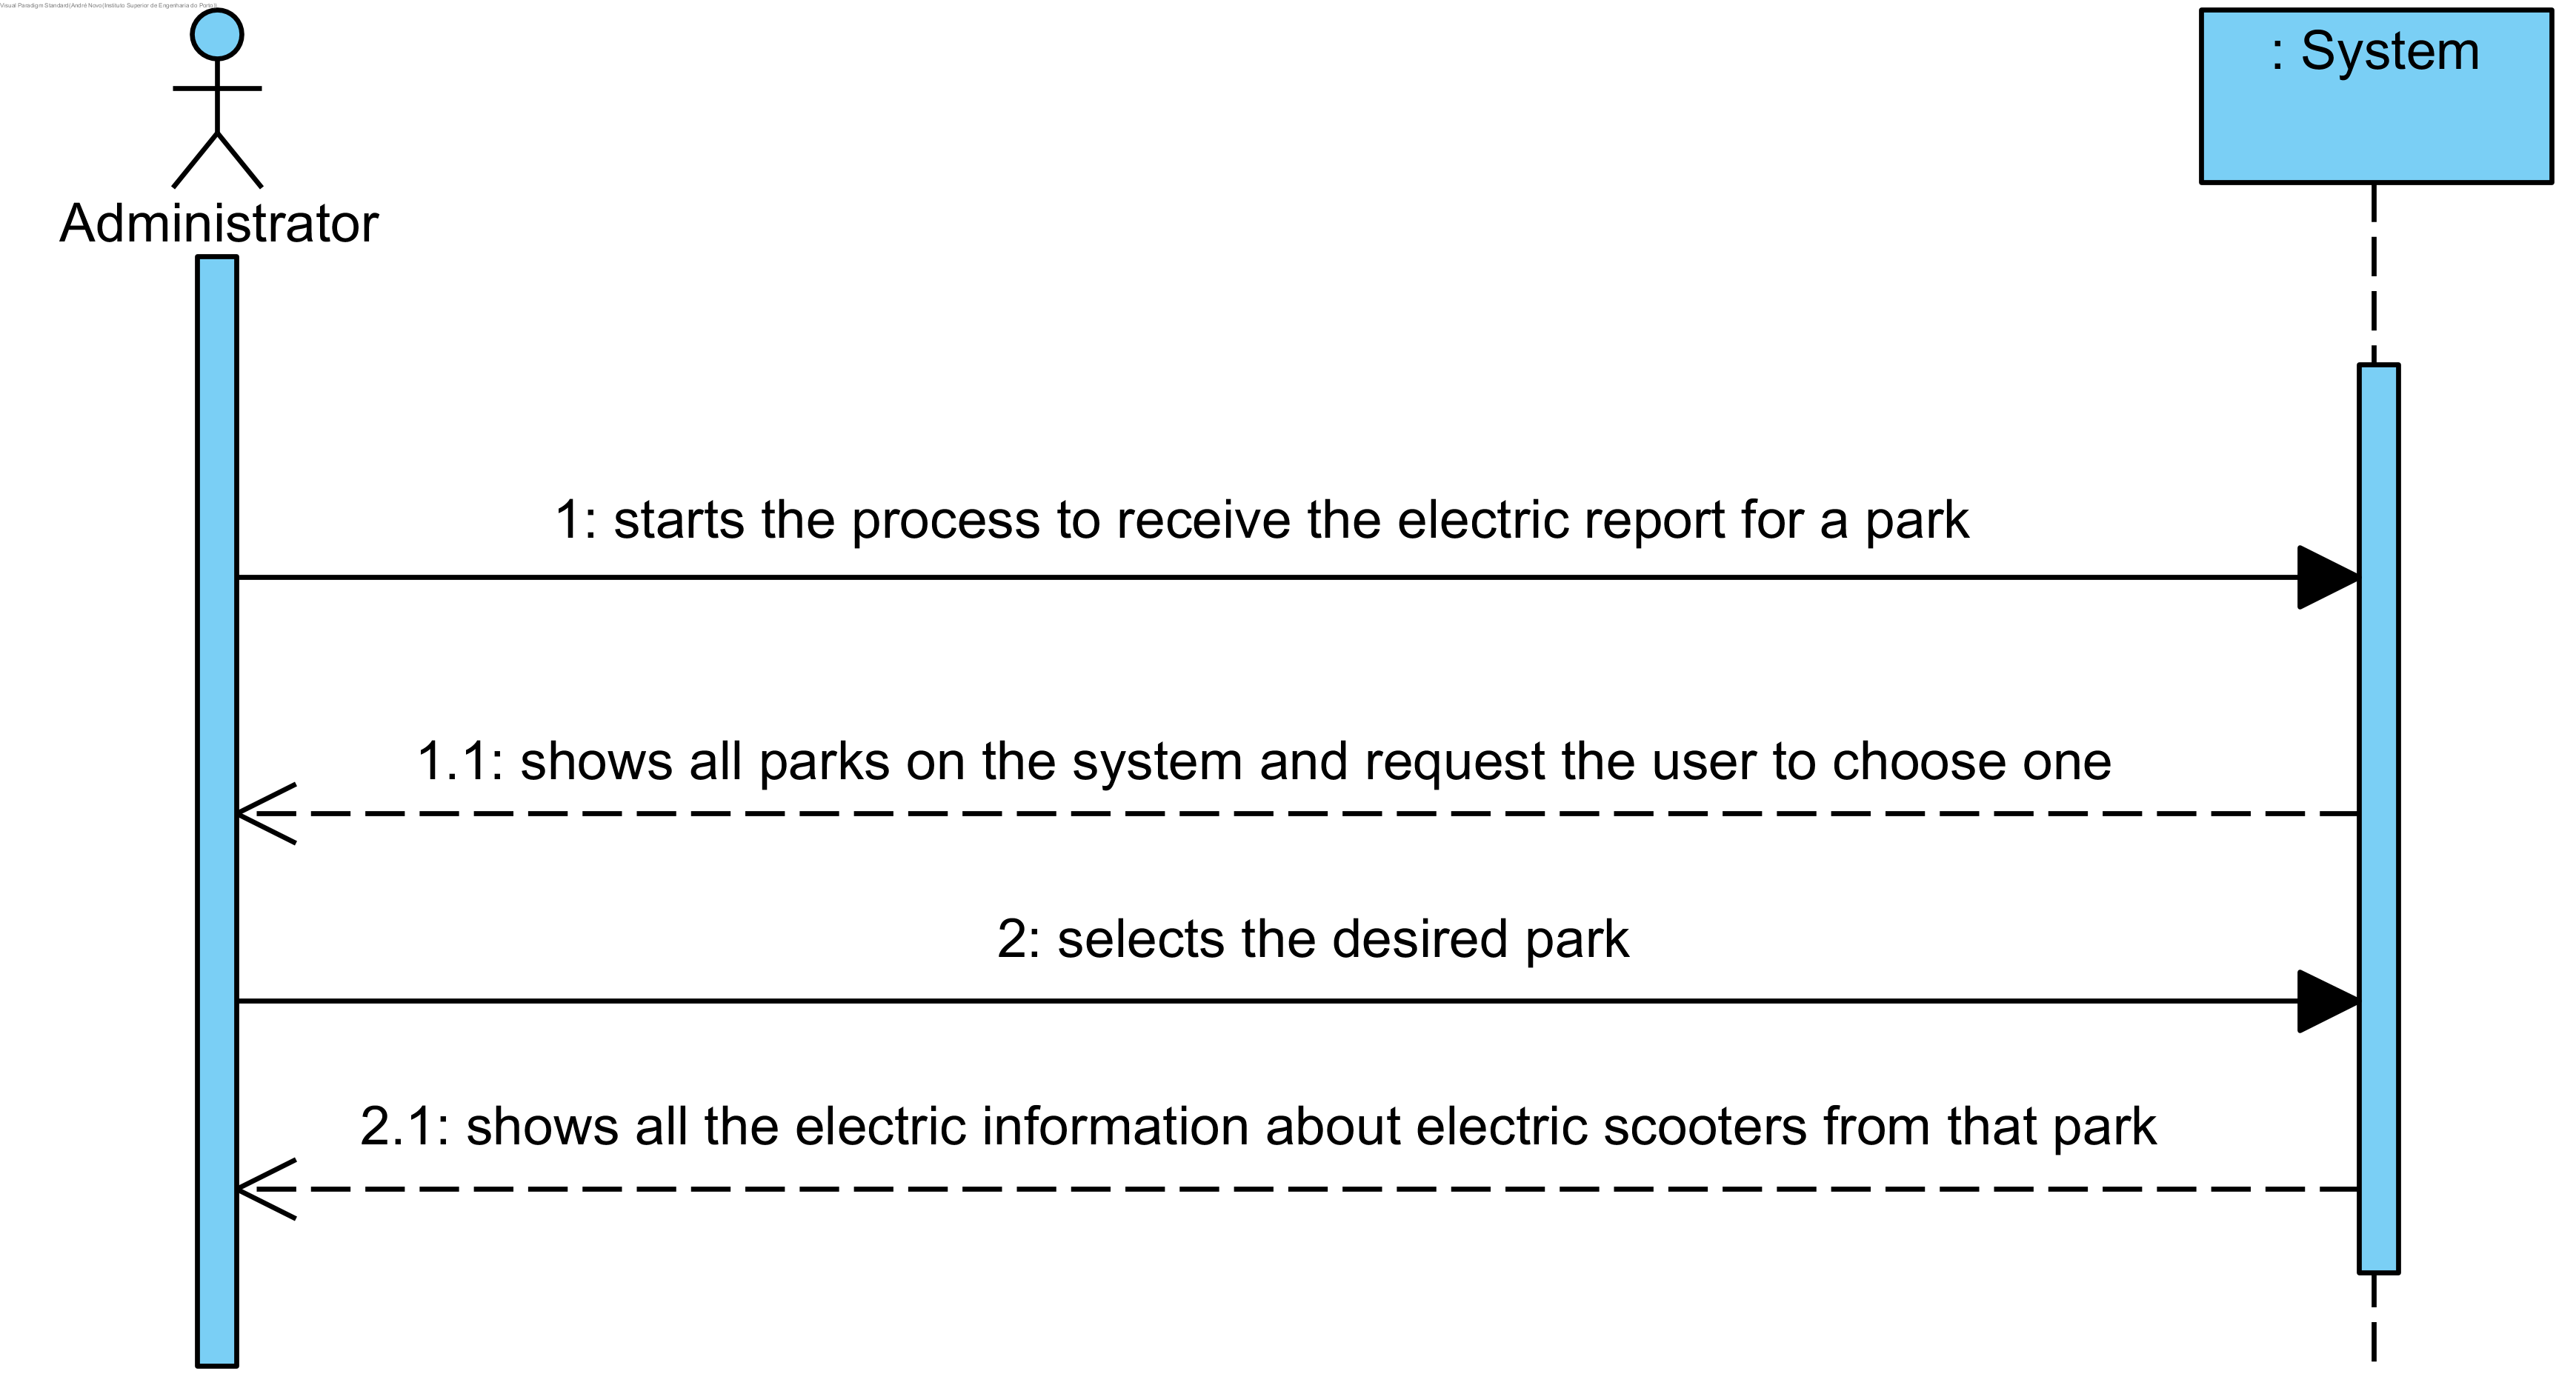 Visual Paradigm Standard(André Novo(Instituto Superior de Engenharia do Porto))
: System
Administrator
1: starts the process to receive the electric report for a park
1.1: shows all parks on the system and request the user to choose one
2: selects the desired park
2.1: shows all the electric information about electric scooters from that park